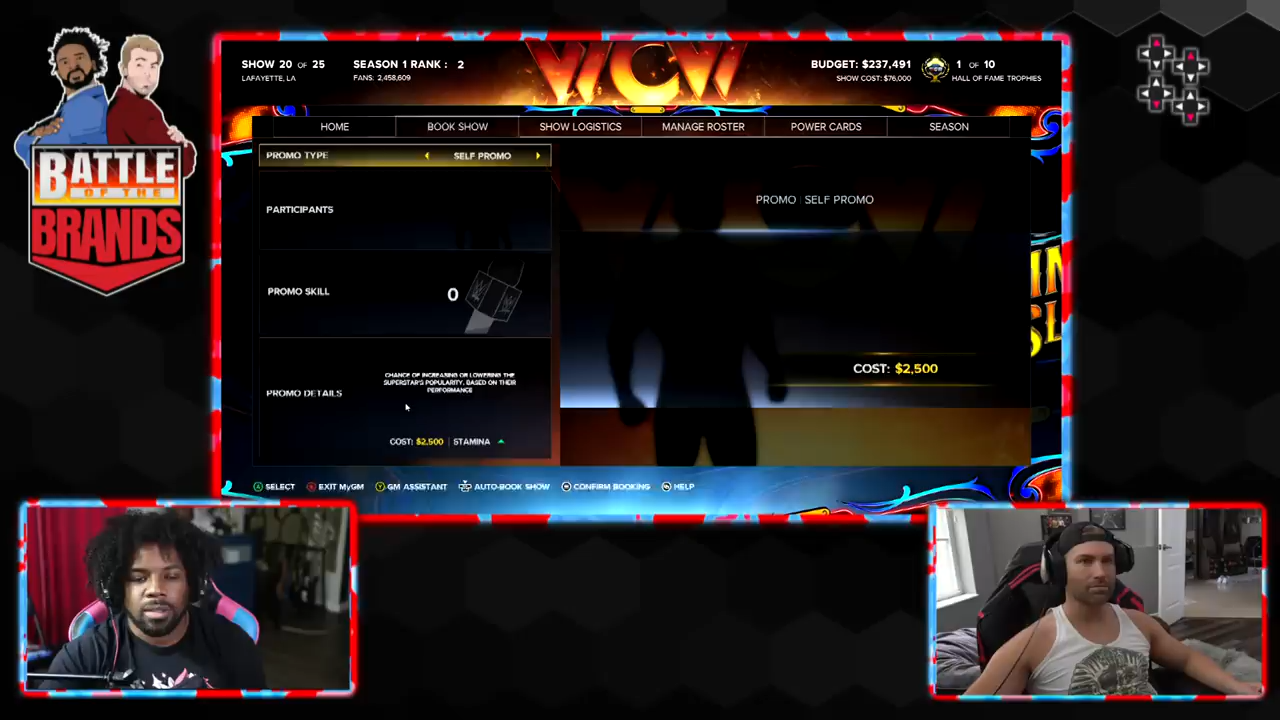 SHOW 20 OF 25
LAFAYETTE, LA
SEASON 1 RANK : 2
FANS: 2,458,609
WCW
BUDGET: $237,491
SHOW COST: $76,000
1 OF 10
HALL OF FAME TROPHIES
HOME
BOOK SHOW
SHOW LOGISTICS
MANAGE ROSTER
POWER CARDS
SEASON
PROMO TYPE
SELF PROMO
PARTICIPANTS
PROMO SKILL
0
PROMO DETAILS
CHANCE OF INCREASING OR LOWERING THE
SUPERSTAR'S POPULARITY, BASED ON THEIR
PERFORMANCE
COST: $2,500 | STAMINA
PROMO | SELF PROMO
COST: $2,500
A SELECT
B EXIT MyGM
Y GM ASSISTANT
AUTO-BOOK SHOW
CONFIRM BOOKING
HELP
BATTLE
OF THE
BRANDS